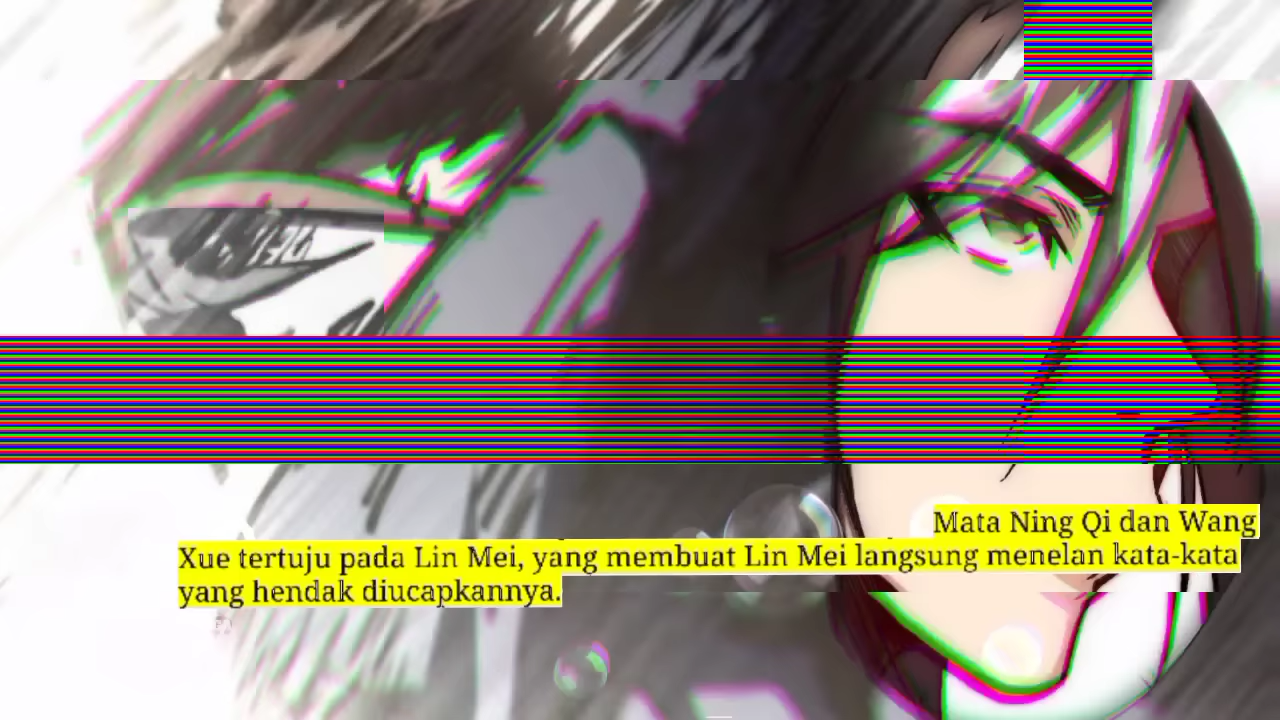 Mata Ning Qi dan Wang
Xue tertuju pada Lin Mei, yang membuat Lin Mei langsung menelan kata-kata
yang hendak diucapkannya.